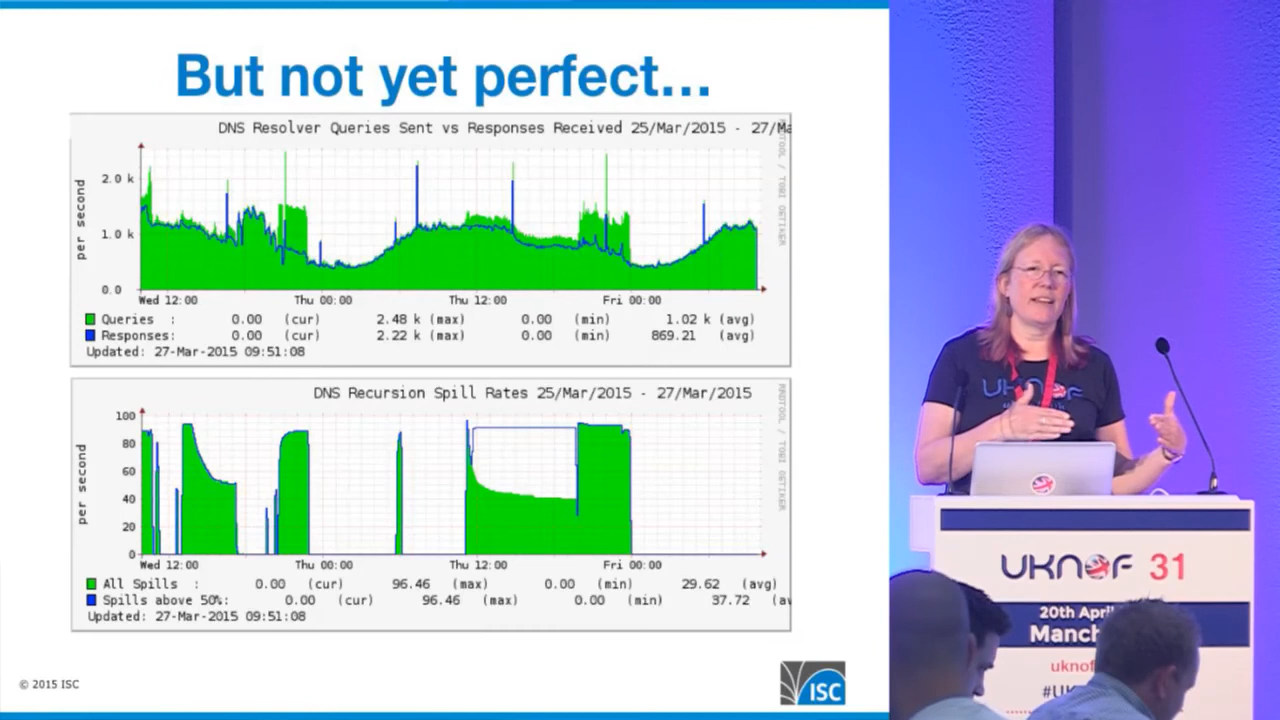 But not yet perfect...
DNS Resolver Queries Sent vs Responses Received 25/Mar/2015 - 27/Ma
RRDTOOL / TOBI OETIKER
per second
2.0 k
1.0 k
0.0
Wed 12:00 Thu 00:00 Thu 12:00 Fri 00:00
Queries : 0.00 (cur) 2.48 k (max) 0.00 (min) 1.02 k (avg)
Responses: 0.00 (cur) 2.22 k (max) 0.00 (min) 869.21 (avg)
Updated: 27-Mar-2015 09:51:08
DNS Recursion Spill Rates 25/Mar/2015 - 27/Mar/2015
RRDTOOL / TOBI OETIKER
per second
100
80
60
40
20
0
Wed 12:00 Thu 00:00 Thu 12:00 Fri 00:00
All Spills : 0.00 (cur) 96.46 (max) 0.00 (min) 29.62 (avg)
Spills above 50%: 0.00 (cur) 96.46 (max) 0.00 (min) 37.72 (av
Updated: 27-Mar-2015 09:51:08
© 2015 ISC
ISC
UKNOF
UKNOF 31
20th April
Manch
uknof
#UK